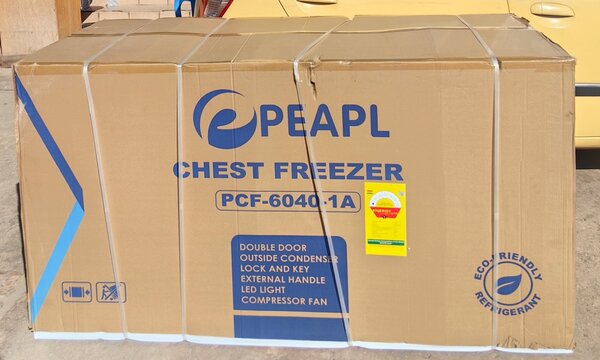 PEAPL
CHEST FREEZER
PCF-6040-1A
DOUBLE DOOR
OUTSIDE CONDENSER
LOCK AND KEY
EXTERNAL HANDLE
LED LIGHT
COMPRESSOR FAN
ECO-FRIENDLY
REFRIGERANT